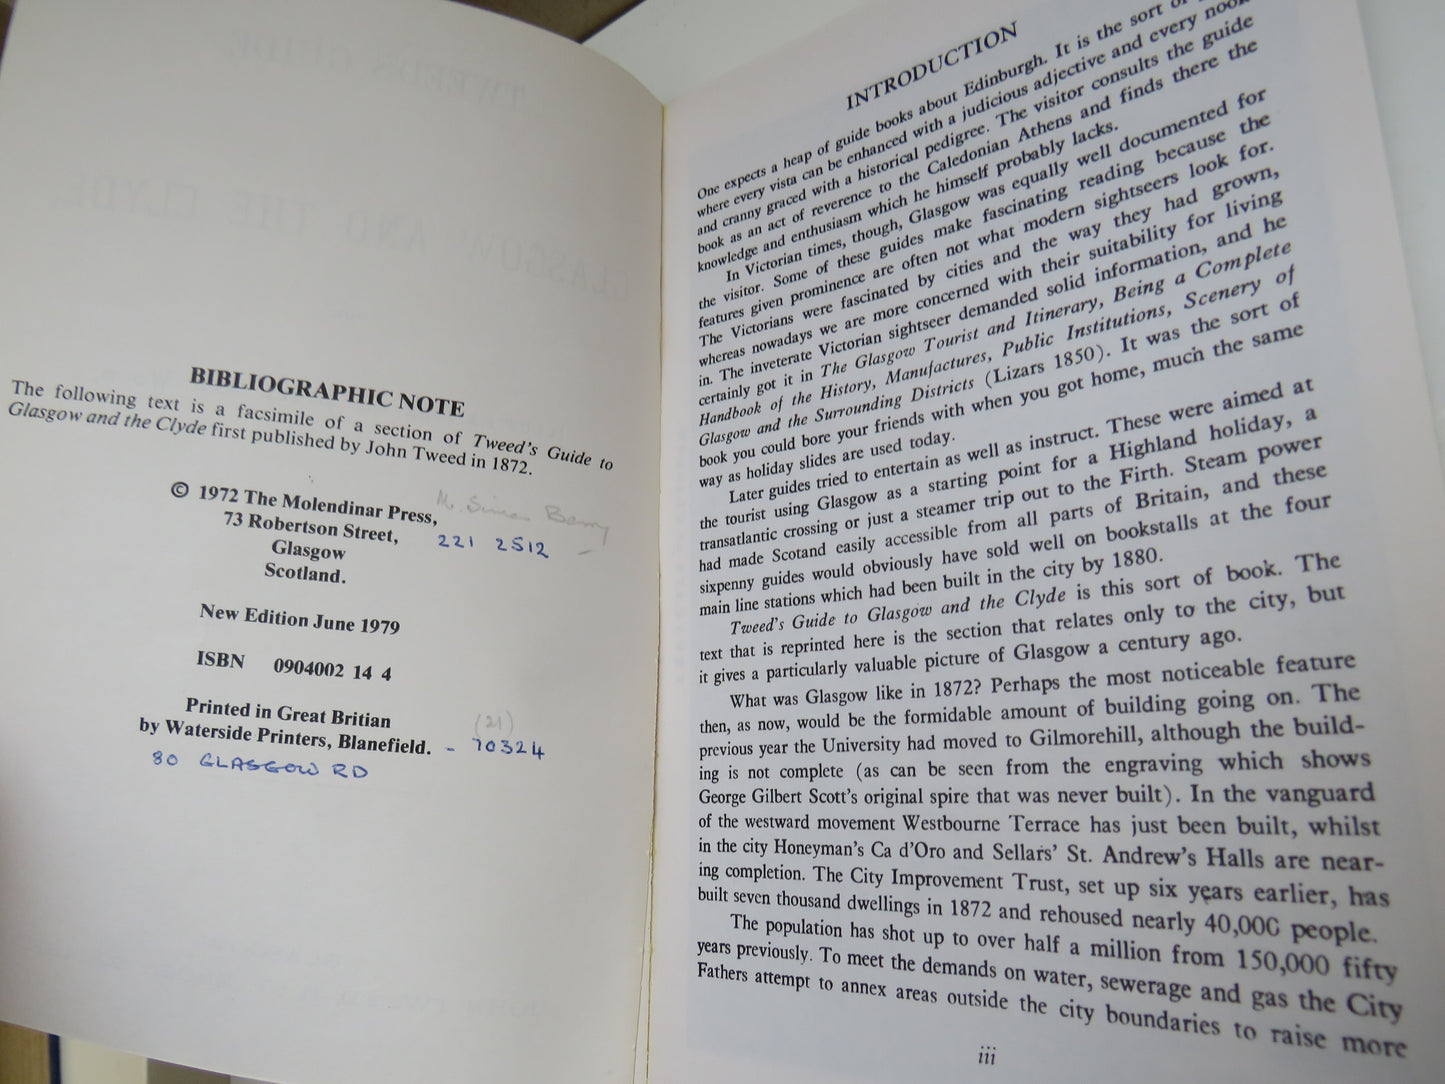 BIBLIOGRAPHIC NOTE
The following text is a facsimile of a section of Tweed's Guide to
Glasgow and the Clyde first published by John Tweed in 1872.
© 1972 The Molendinar Press,
73 Robertson Street,
Glasgow
Scotland.
221 2512
New Edition June 1979
ISBN 0904002 14 4
Printed in Great Britian
by Waterside Printers, Blanefield. - 70324
(21)
80 GLASGOW RD
INTRODUCTION
One expects a heap of guide books about Edinburgh. It is the sort of
where every vista can be enhanced with a judicious adjective and every nook
and cranny graced with a historical pedigree. The visitor consults the guide
book as an act of reverence to the Caledonian Athens and finds there the
knowledge and enthusiasm which he himself probably lacks.
In Victorian times, though, Glasgow was equally well documented for
the visitor. Some of these guides make fascinating reading because the
features given prominence are often not what modern sightseers look for.
The Victorians were fascinated by cities and the way they had grown,
whereas nowadays we are more concerned with their suitability for living
in. The inveterate Victorian sightseer demanded solid information, and he
certainly got it in The Glasgow Tourist and Itinerary, Being a Complete
Handbook of the History, Manufactures, Public Institutions, Scenery of
Glasgow and the Surrounding Districts (Lizars 1850). It was the sort of
book you could bore your friends with when you got home, much the same
way as holiday slides are used today.
Later guides tried to entertain as well as instruct. These were aimed at
the tourist using Glasgow as a starting point for a Highland holiday, a
transatlantic crossing or just a steamer trip out to the Firth. Steam power
had made Scotand easily accessible from all parts of Britain, and these
sixpenny guides would obviously have sold well on bookstalls at the four
main line stations which had been built in the city by 1880.
Tweed's Guide to Glasgow and the Clyde is this sort of book. The
text that is reprinted here is the section that relates only to the city, but
it gives a particularly valuable picture of Glasgow a century ago.
What was Glasgow like in 1872? Perhaps the most noticeable feature
then, as now, would be the formidable amount of building going on. The
previous year the University had moved to Gilmorehill, although the build-
ing is not complete (as can be seen from the engraving which shows
George Gilbert Scott's original spire that was never built). In the vanguard
of the westward movement Westbourne Terrace has just been built, whilst
in the city Honeyman's Ca d'Oro and Sellars' St. Andrew's Halls are near-
ing completion. The City Improvement Trust, set up six years earlier, has
built seven thousand dwellings in 1872 and rehoused nearly 40,000 people.
The population has shot up to over half a million from 150,000 fifty
years previously. To meet the demands on water, sewerage and gas the City
Fathers attempt to annex areas outside the city boundaries to raise more
iii